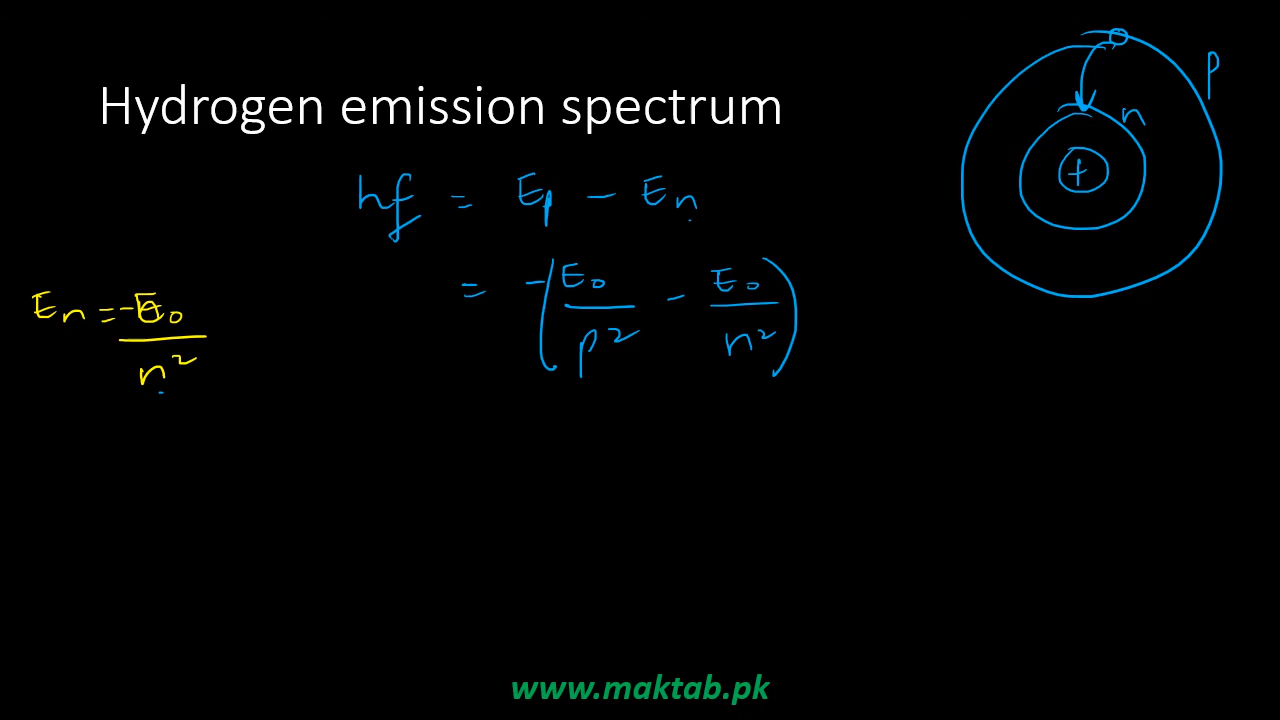 Hydrogen emission spectrum
p
n
+
hf = Ep - En
= -(E₀/p² - E₀/n²)
En = -E₀/n²
www.maktab.pk